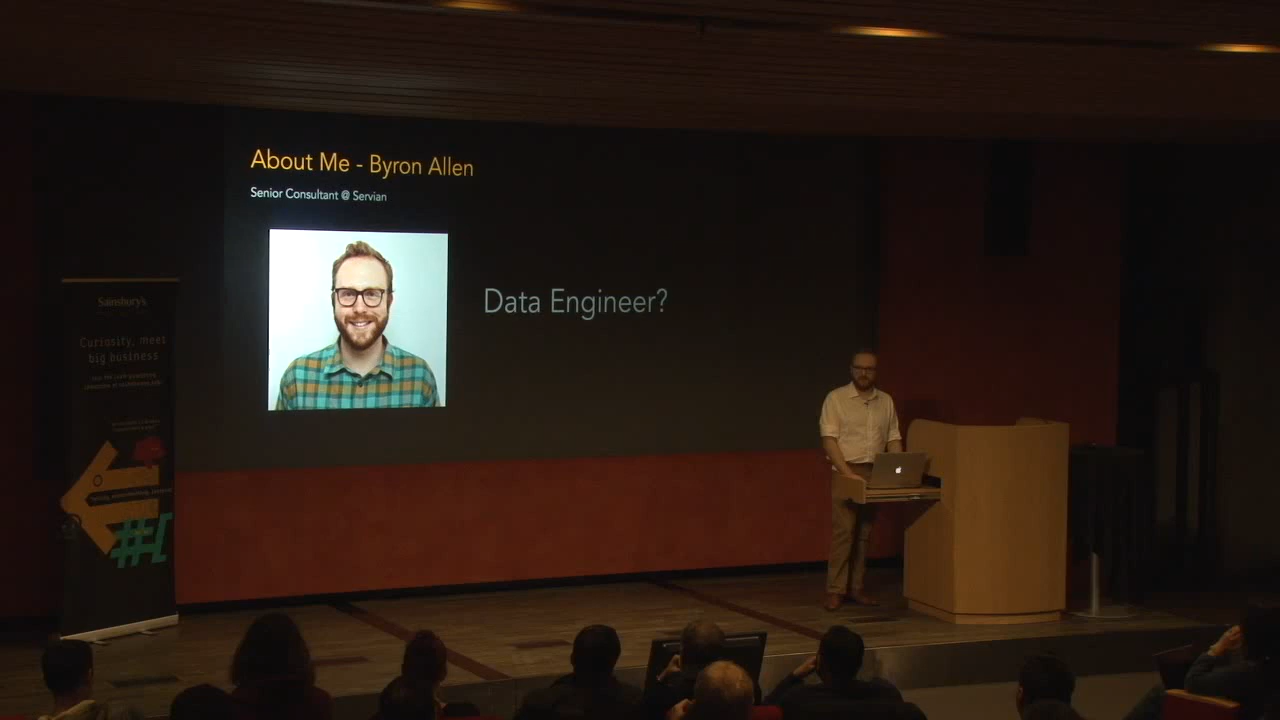 About Me - Byron Allen
Senior Consultant @ Servian
Data Engineer?
Sainsbury's
Curiosity, meet
big business